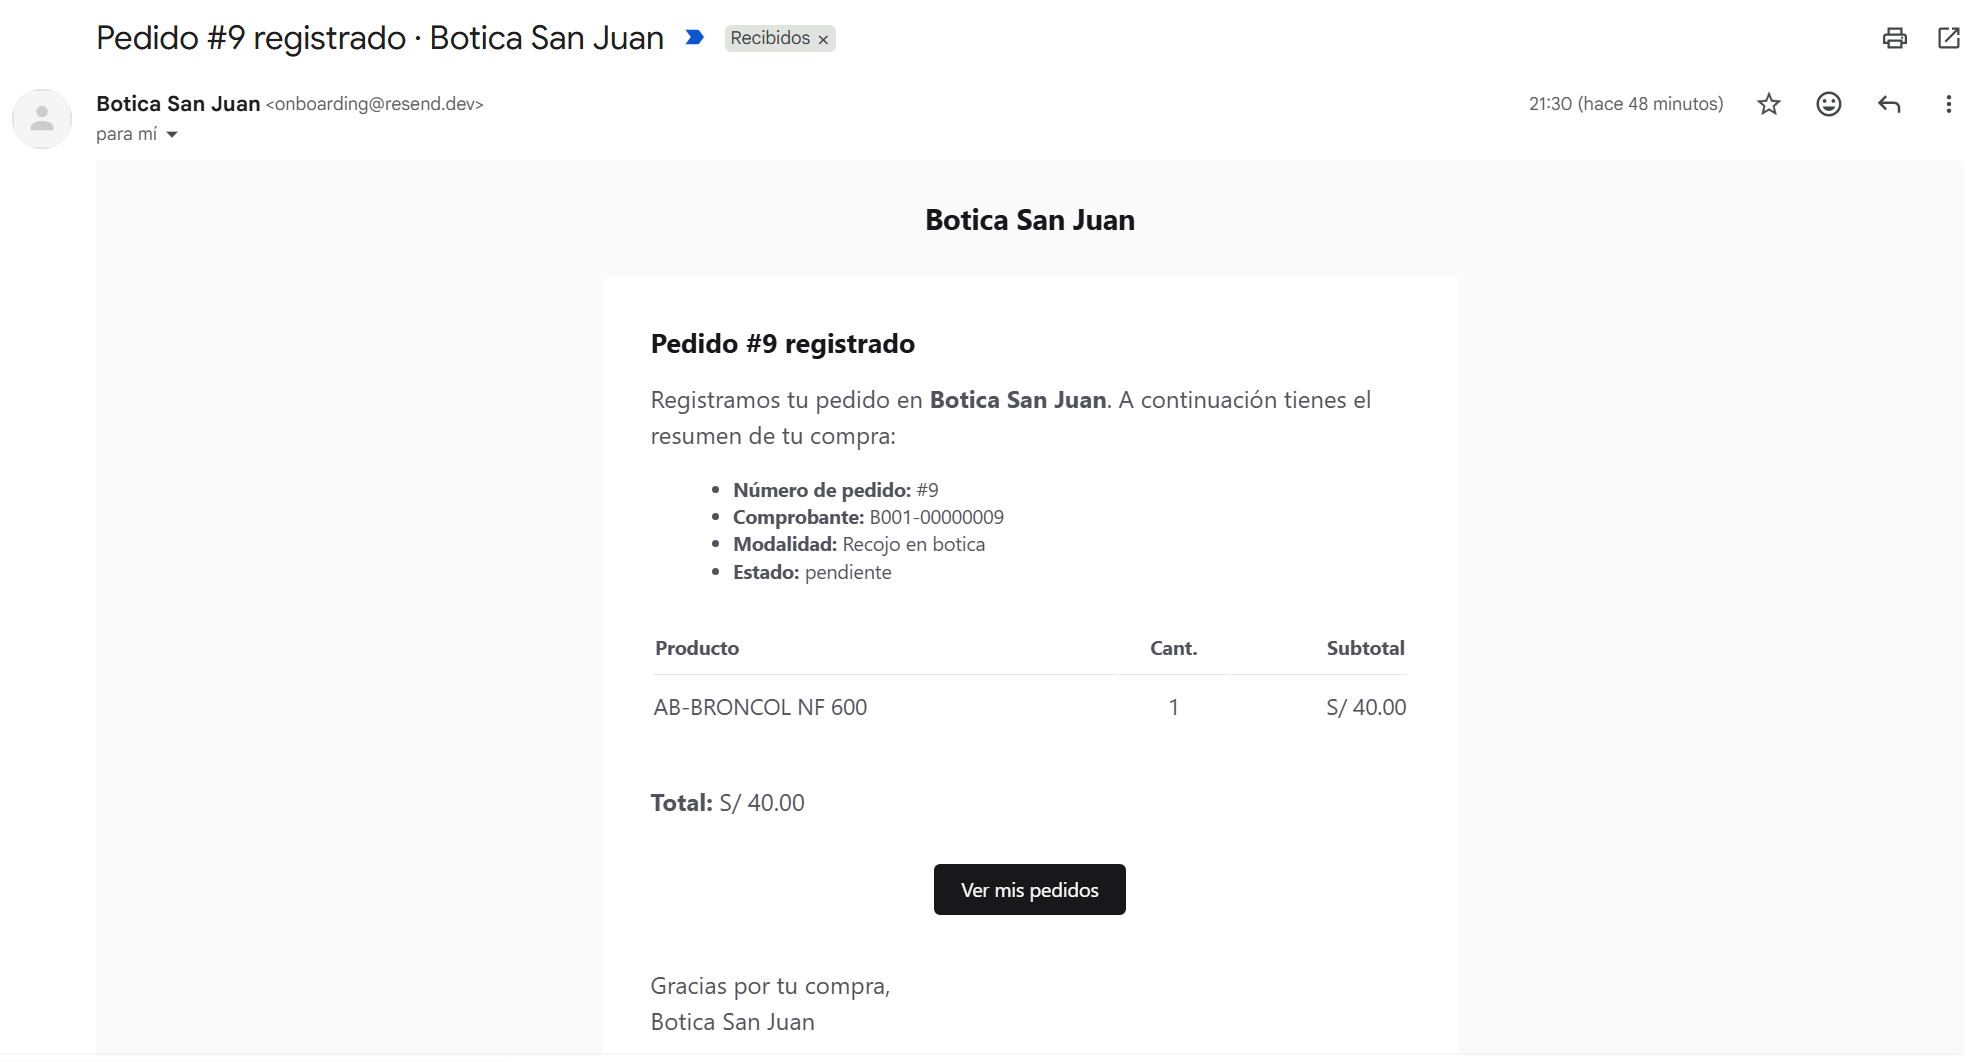 Pedido #9 registrado · Botica San Juan
Recibidos ×
Botica San Juan <onboarding@resend.dev>
21:30 (hace 48 minutos)
para mí
Botica San Juan
Pedido #9 registrado
Registramos tu pedido en Botica San Juan. A continuación tienes el
resumen de tu compra:
• Número de pedido: #9
• Comprobante: B001-00000009
• Modalidad: Recojo en botica
• Estado: pendiente
Producto Cant. Subtotal
AB-BRONCOL NF 600 1 S/ 40.00
Total: S/ 40.00
Ver mis pedidos
Gracias por tu compra,
Botica San Juan